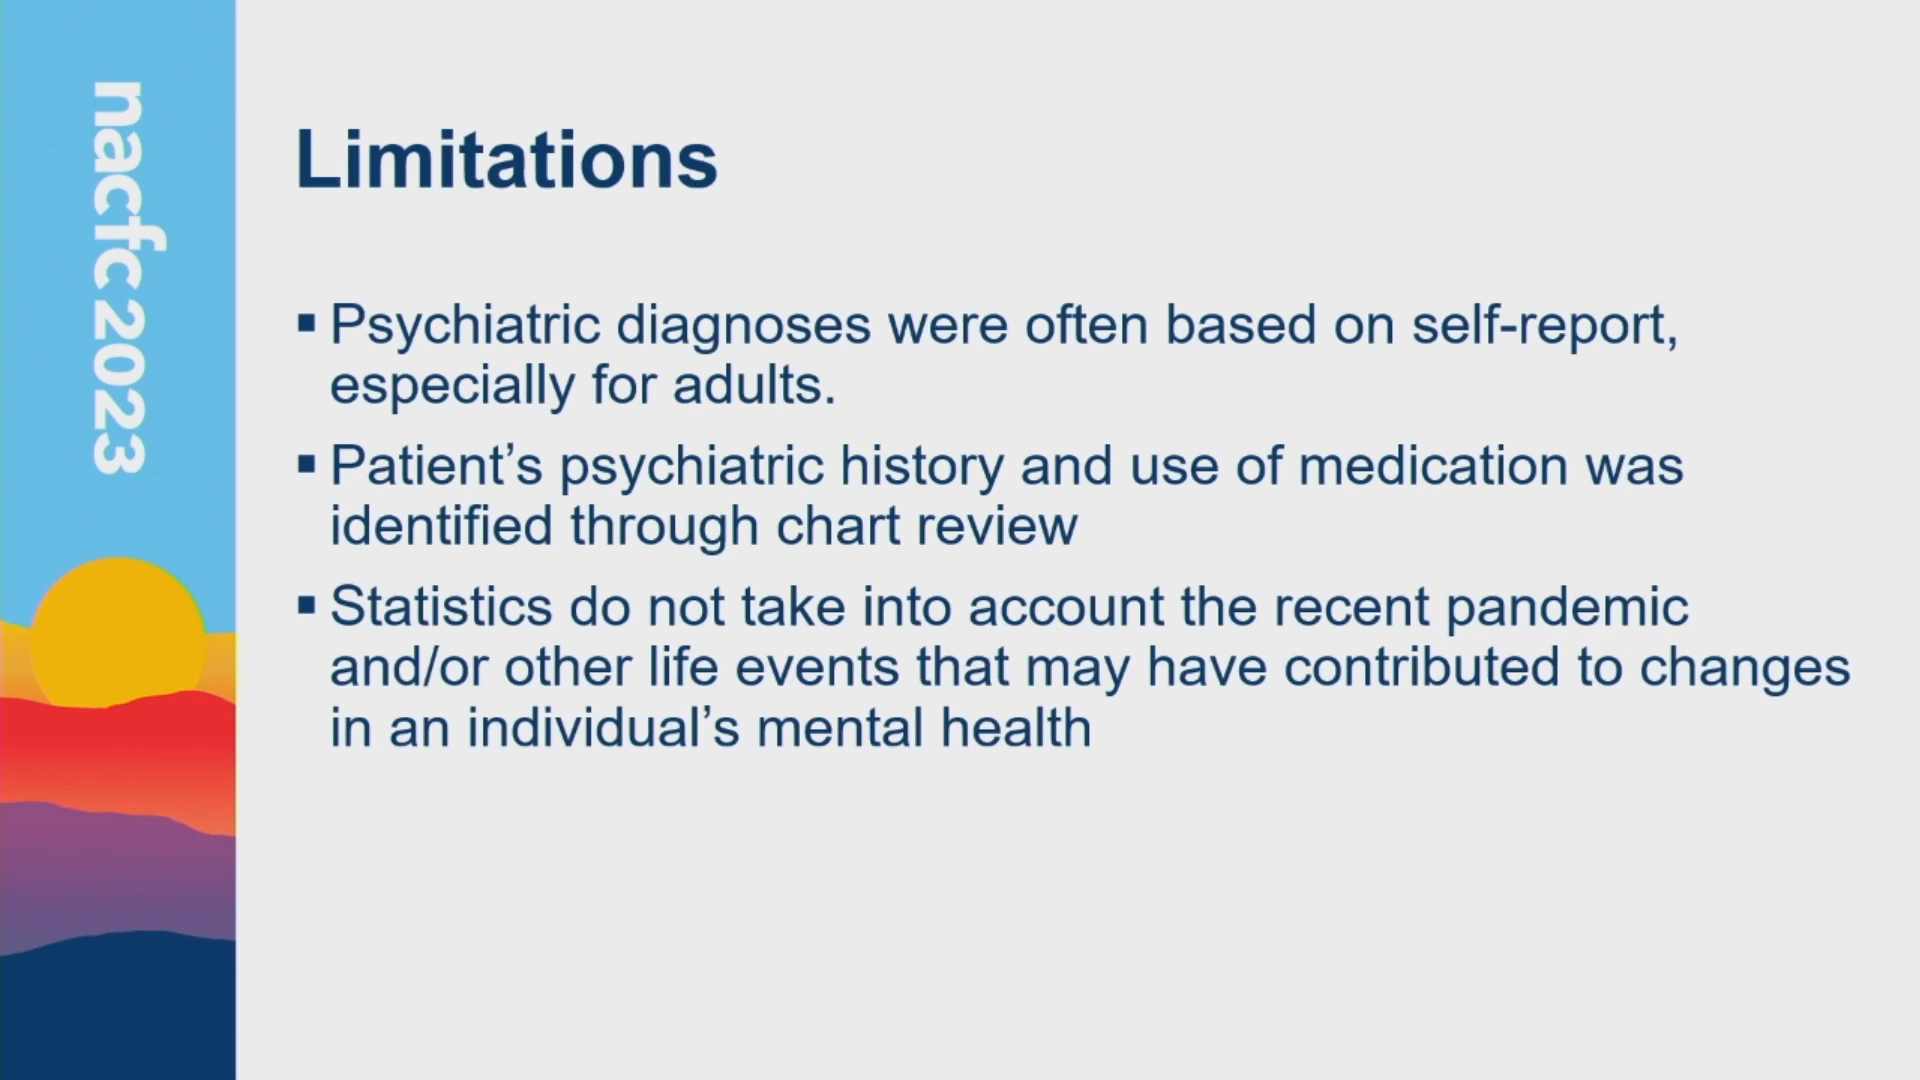 nacfc 2023
Limitations
▪ Psychiatric diagnoses were often based on self-report,
especially for adults.
▪ Patient’s psychiatric history and use of medication was
identified through chart review
▪ Statistics do not take into account the recent pandemic
and/or other life events that may have contributed to changes
in an individual’s mental health